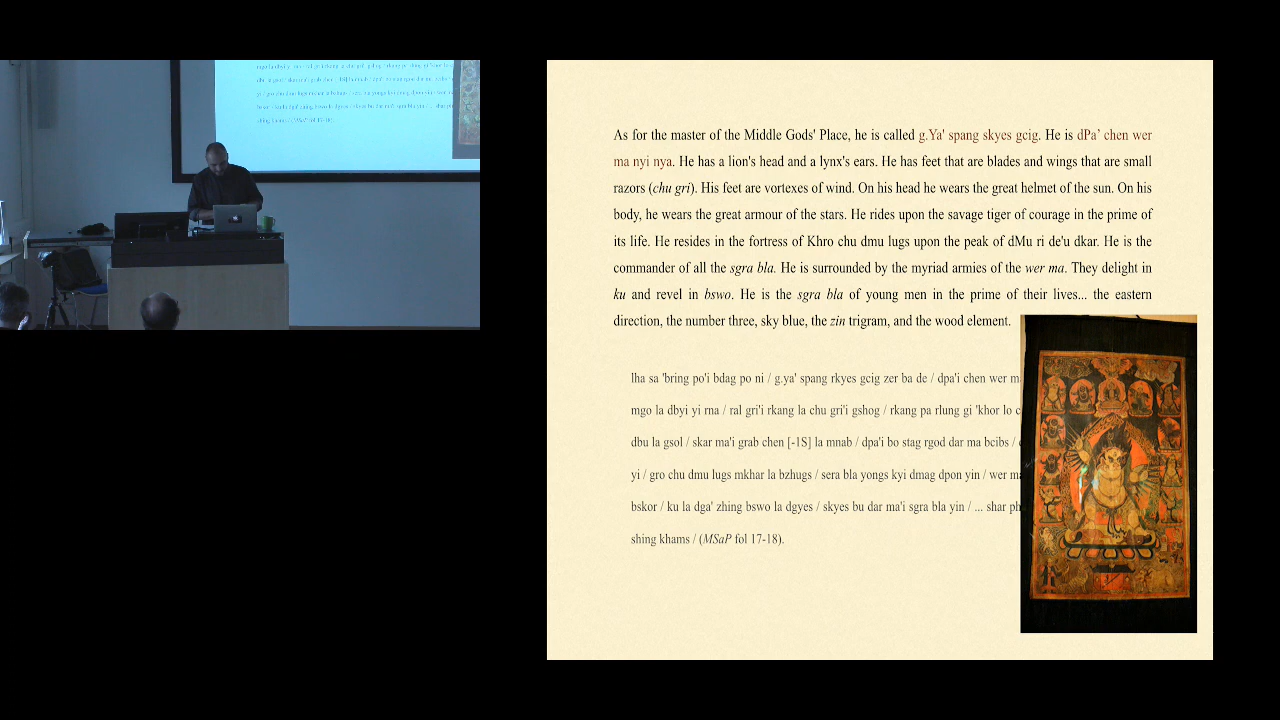 As for the master of the Middle Gods' Place, he is called g.Ya' spang skyes gcig. He is dPa’ chen wer
ma nyi nya. He has a lion's head and a lynx's ears. He has feet that are blades and wings that are small
razors (chu gri). His feet are vortexes of wind. On his head he wears the great helmet of the sun. On his
body, he wears the great armour of the stars. He rides upon the savage tiger of courage in the prime of
its life. He resides in the fortress of Khro chu dmu lugs upon the peak of dMu ri de'u dkar. He is the
commander of all the sgra bla. He is surrounded by the myriad armies of the wer ma. They delight in
ku and revel in bswo. He is the sgra bla of young men in the prime of their lives... the eastern
direction, the number three, sky blue, the zin trigram, and the wood element.
lha sa 'bring po'i bdag po ni / g.ya' spang rkyes gcig zer ba de / dpa'i chen wer
mgo la dbyi yi rna / ral gri'i rkang la chu gri'i gshog / rkang pa rlung gi 'khor lo
dbu la gsol / skar ma'i grab chen [-1S] la mnab / dpa'i bo stag rgod dar ma bcibs /
yi / gro chu dmu lugs mkhar la bzhugs / sera bla yongs kyi dmag dpon yin / wer
bskor / ku la dga' zhing bswo la dgyes / skyes bu dar ma'i sgra bla yin / ... shar
shing khams / (MSaP fol 17-18).